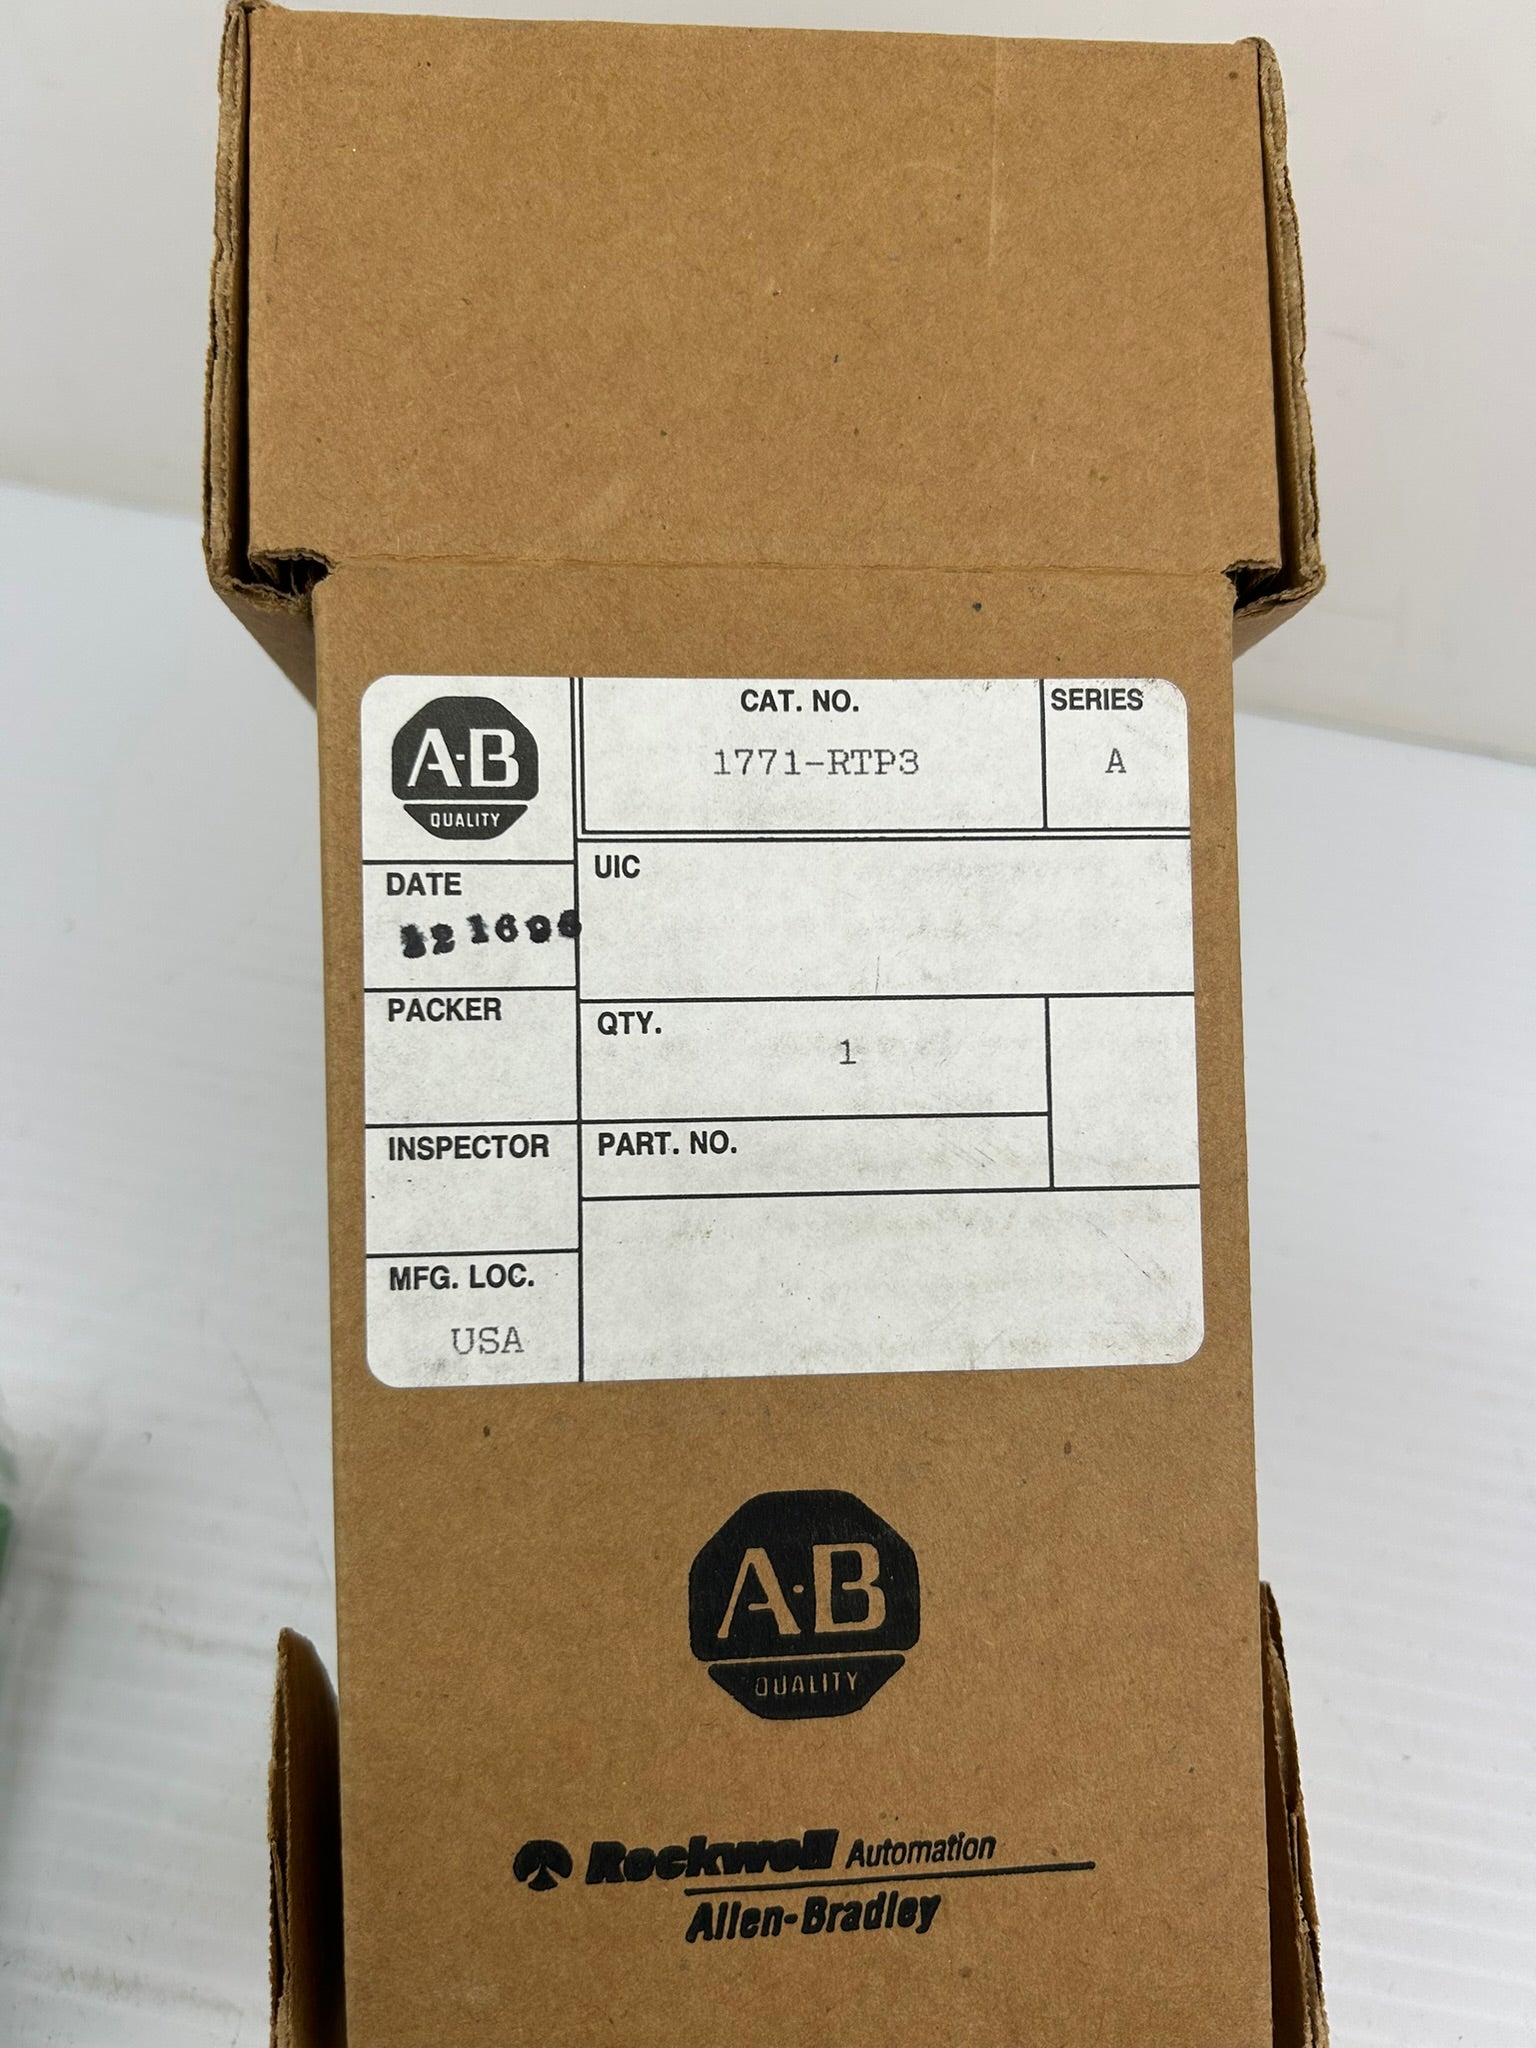 A-B
QUALITY
CAT. NO.
1771-RTP3
SERIES
A
DATE
121696
UIC
PACKER
QTY.
1
INSPECTOR
PART. NO.
MFG. LOC.
USA
A-B
QUALITY
Rockwell Automation
Allen-Bradley